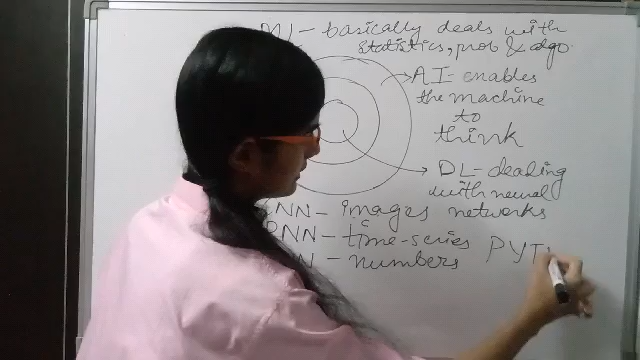 ML - basically deals with
statistics, prob & algo.
AI - enables
the machine
to
think
DL - dealing
with neural
networks
NN - images
RNN - time-series
N - numbers
PYT